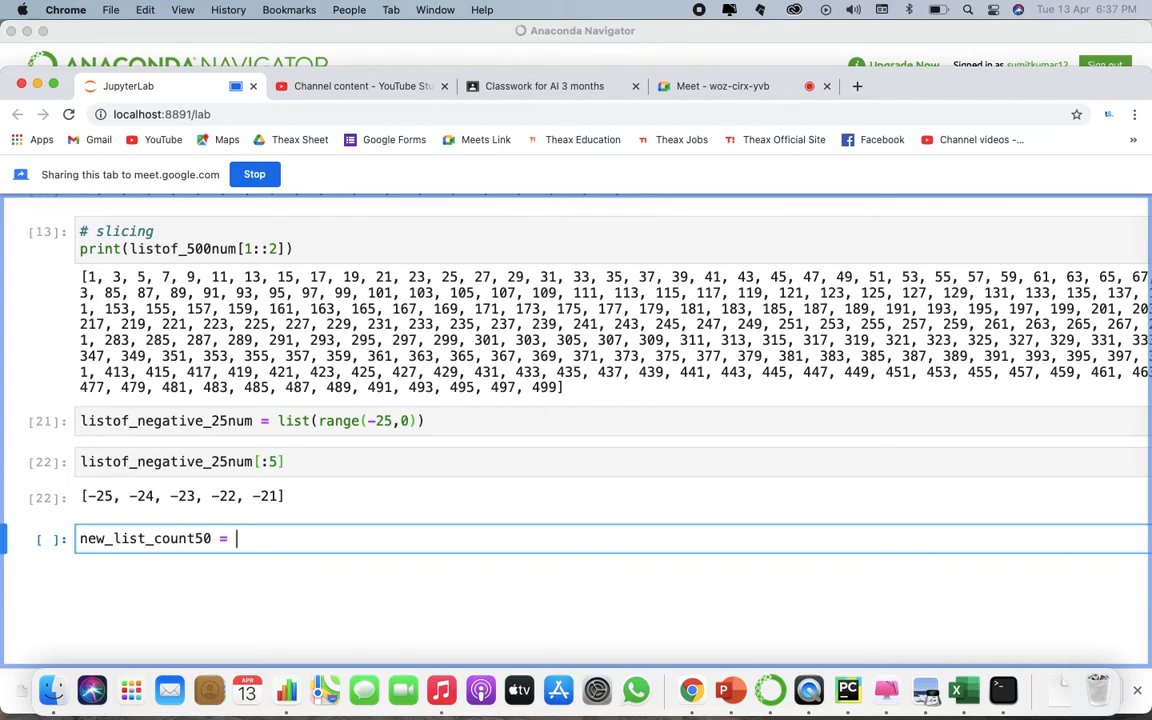 Chrome File Edit View History Bookmarks People Tab Window Help Tue 13 Apr 6:37 PM
Anaconda Navigator
ANACONDA NAVIGATOR Upgrade Now Signed in as sumitkumar12 Sign out
JupyterLab Channel content - YouTube Stu Classwork for AI 3 months Meet - woz-cirx-yvb
localhost:8891/lab
Apps Gmail YouTube Maps Theax Sheet Google Forms Meets Link Theax Education Theax Jobs Theax Official Site Facebook Channel videos -...
Sharing this tab to meet.google.com Stop
[13]: # slicing
print(listof_500num[1::2])
[1, 3, 5, 7, 9, 11, 13, 15, 17, 19, 21, 23, 25, 27, 29, 31, 33, 35, 37, 39, 41, 43, 45, 47, 49, 51, 53, 55, 57, 59, 61, 63, 65, 67,
3, 85, 87, 89, 91, 93, 95, 97, 99, 101, 103, 105, 107, 109, 111, 113, 115, 117, 119, 121, 123, 125, 127, 129, 131, 133, 135, 137,
1, 153, 155, 157, 159, 161, 163, 165, 167, 169, 171, 173, 175, 177, 179, 181, 183, 185, 187, 189, 191, 193, 195, 197, 199, 201,
217, 219, 221, 223, 225, 227, 229, 231, 233, 235, 237, 239, 241, 243, 245, 247, 249, 251, 253, 255, 257, 259, 261, 263, 265, 267,
1, 283, 285, 287, 289, 291, 293, 295, 297, 299, 301, 303, 305, 307, 309, 311, 313, 315, 317, 319, 321, 323, 325, 327, 329, 331,
347, 349, 351, 353, 355, 357, 359, 361, 363, 365, 367, 369, 371, 373, 375, 377, 379, 381, 383, 385, 387, 389, 391, 393, 395, 397,
1, 413, 415, 417, 419, 421, 423, 425, 427, 429, 431, 433, 435, 437, 439, 441, 443, 445, 447, 449, 451, 453, 455, 457, 459, 461,
477, 479, 481, 483, 485, 487, 489, 491, 493, 495, 497, 499]
[21]: listof_negative_25num = list(range(-25,0))
[22]: listof_negative_25num[:5]
[22]: [-25, -24, -23, -22, -21]
[ ]: new_list_count50 =
APR
13
tv
P PC X